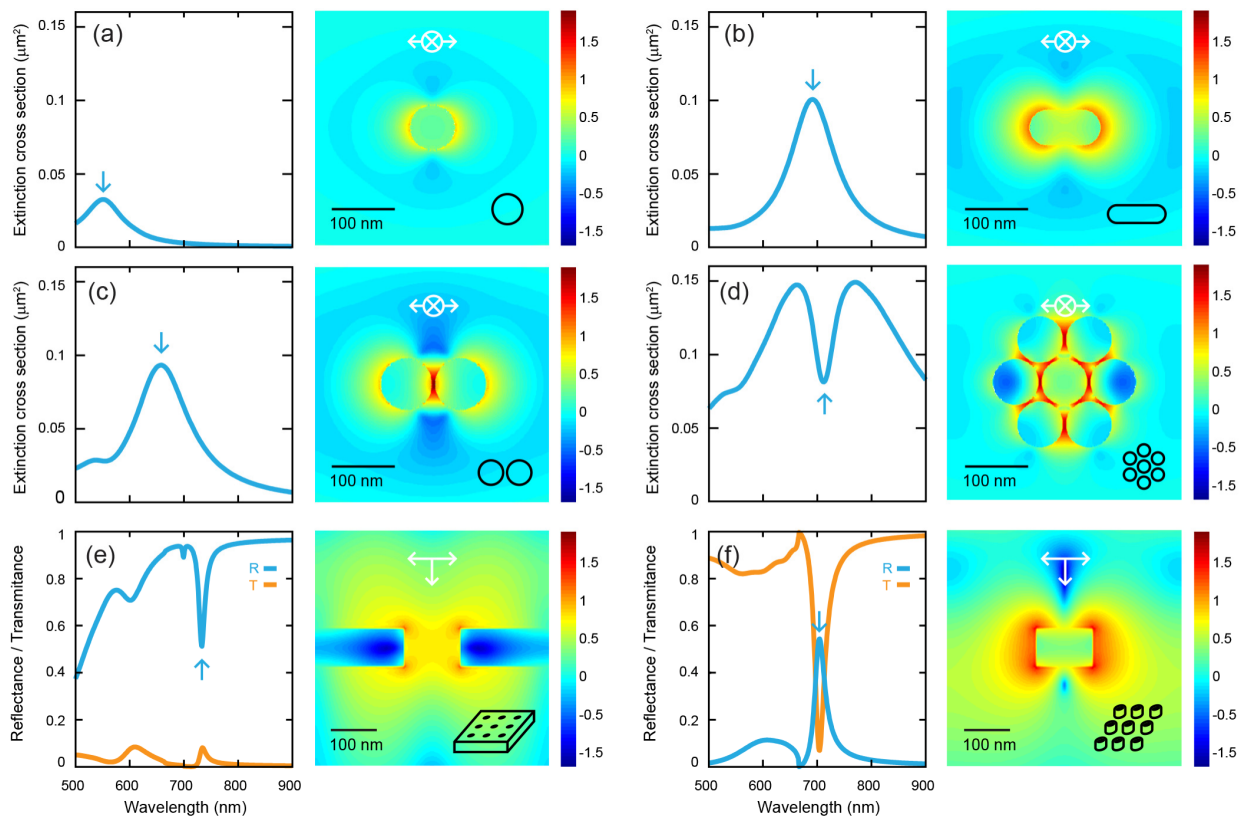 (a)
Extinction cross section (μm²)
0.15
0.1
0.05
0
100 nm
1.5
1
0.5
0
-0.5
-1
-1.5
(b)
Extinction cross section (μm²)
0.15
0.1
0.05
0
100 nm
1.5
1
0.5
0
-0.5
-1
-1.5
(c)
Extinction cross section (μm²)
0.15
0.1
0.05
0
100 nm
1.5
1
0.5
0
-0.5
-1
-1.5
(d)
Extinction cross section (μm²)
0.15
0.1
0.05
0
100 nm
1.5
1
0.5
0
-0.5
-1
-1.5
(e)
Reflectance / Transmitance
1
0.8
0.6
0.4
0.2
0
R
T
500 600 700 800 900
Wavelength (nm)
100 nm
1.5
1
0.5
0
-0.5
-1
-1.5
(f)
Reflectance / Transmitance
1
0.8
0.6
0.4
0.2
0
R
T
500 600 700 800 900
Wavelength (nm)
100 nm
1.5
1
0.5
0
-0.5
-1
-1.5